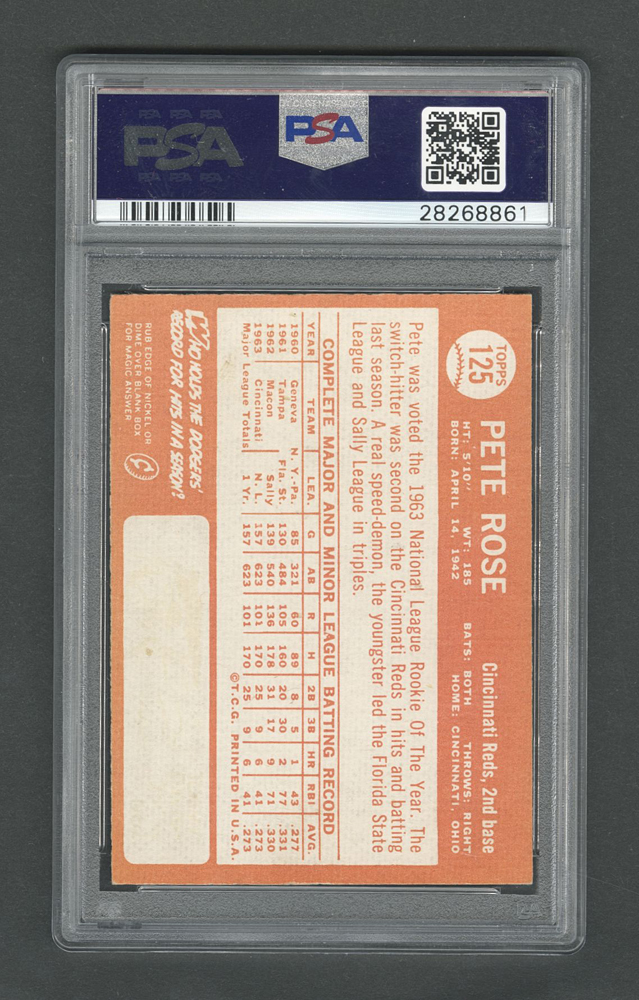 PSA PSA PSA
PSA
PSA PSA PSA
PSA
28268861
TOPPS
125
PETE ROSE
Cincinnati Reds, 2nd base
HT: 5'10" WT: 185 BATS: BOTH THROWS: RIGHT
BORN: APRIL 14, 1942 HOME: CINCINNATI, OHIO
Pete was voted the 1963 National League Rookie Of The Year. The
switch-hitter was second on the Cincinnati Reds in hits and batting
last season. A real speed-demon, the youngster led the Florida State
League and Sally League in triples.
COMPLETE MAJOR AND MINOR LEAGUE BATTING RECORD
YEAR TEAM LEA. G AB R H 2B 3B HR RBI AVG.
1960 Geneva N. Y.-Pa. 85 321 60 89 8 5 1 43 .277
1961 Tampa Fla. St. 130 484 105 160 20 30 2 77 .331
1962 Macon Sally 139 540 136 178 31 17 9 71 .330
1963 Cincinnati N. L. 157 623 101 170 25 9 6 41 .273
Major League Totals 1 Yr. 157 623 101 170 25 9 6 41 .273
©T.C.G. PRINTED IN U.S.A.
WHO HOLDS THE DODGERS'
RECORD FOR HITS IN A SEASON?
RUB EDGE OF NICKEL OR
DIME OVER BLANK BOX
FOR MAGIC ANSWER